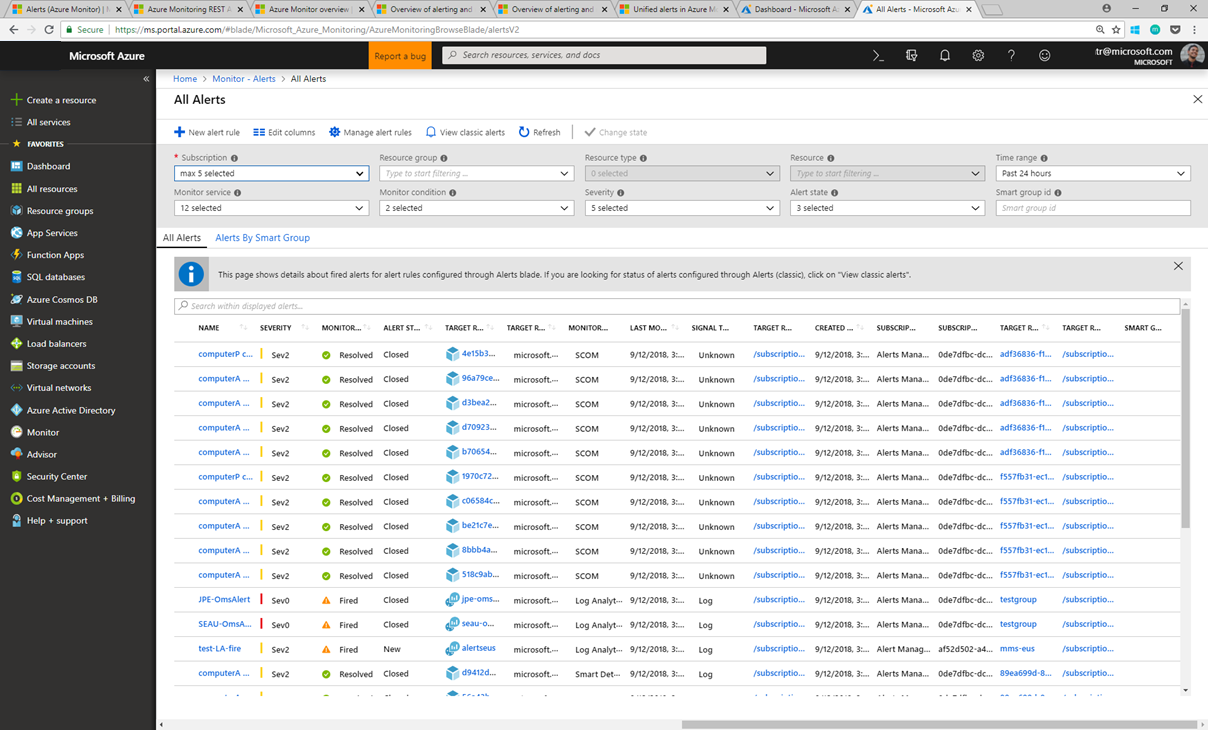 Alerts (Azure Monitor) | M
Azure Monitoring REST A
Azure Monitor overview |
Overview of alerting and
Overview of alerting and
Unified alerts in Azure M
Dashboard - Microsoft A
All Alerts - Microsoft Azu
Secure https://ms.portal.azure.com/#blade/Microsoft_Azure_Monitoring/AzureMonitoringBrowseBlade/alertsV2
Microsoft Azure
Report a bug
Search resources, services, and docs
tr@microsoft.com
MICROSOFT
Create a resource
All services
FAVORITES
Dashboard
All resources
Resource groups
App Services
Function Apps
SQL databases
Azure Cosmos DB
Virtual machines
Load balancers
Storage accounts
Virtual networks
Azure Active Directory
Monitor
Advisor
Security Center
Cost Management + Billing
Help + support
Home > Monitor - Alerts > All Alerts
All Alerts
New alert rule Edit columns Manage alert rules View classic alerts Refresh Change state
* Subscription Resource group Resource type Resource Time range
max 5 selected Type to start filtering ... 0 selected Type to start filtering ... Past 24 hours
Monitor service Monitor condition Severity Alert state Smart group id
12 selected 2 selected 5 selected 3 selected Smart group id
All Alerts Alerts By Smart Group
This page shows details about fired alerts for alert rules configured through Alerts blade. If you are looking for status of alerts configured through Alerts (classic), click on "View classic alerts".
Search within displayed alerts...
NAME SEVERITY MONITOR... ALERT ST... TARGET R... TARGET R... MONITOR... LAST MO... SIGNAL T... TARGET R... CREATED ... SUBSCRIP... SUBSCRIP... TARGET R... TARGET R... SMART G...
computerP c... Sev2 Resolved Closed 4e15b3... microsoft.... SCOM 9/12/2018, 3:... Unknown /subscriptio... 9/12/2018, 3:... Alerts Mana... 0de7dfbc-dc... adf36836-f1... /subscriptio...
computerA ... Sev2 Resolved Closed 96a79ce... microsoft.... SCOM 9/12/2018, 3:... Unknown /subscriptio... 9/12/2018, 3:... Alerts Mana... 0de7dfbc-dc... adf36836-f1... /subscriptio...
computerA ... Sev2 Resolved Closed d3bea2... microsoft.... SCOM 9/12/2018, 3:... Unknown /subscriptio... 9/12/2018, 3:... Alerts Mana... 0de7dfbc-dc... adf36836-f1... /subscriptio...
computerA ... Sev2 Resolved Closed d70923... microsoft.... SCOM 9/12/2018, 3:... Unknown /subscriptio... 9/12/2018, 3:... Alerts Mana... 0de7dfbc-dc... adf36836-f1... /subscriptio...
computerA ... Sev2 Resolved Closed b70654... microsoft.... SCOM 9/12/2018, 3:... Unknown /subscriptio... 9/12/2018, 3:... Alerts Mana... 0de7dfbc-dc... adf36836-f1... /subscriptio...
computerP c... Sev2 Resolved Closed 1970c72... microsoft.... SCOM 9/12/2018, 3:... Unknown /subscriptio... 9/12/2018, 3:... Alerts Mana... 0de7dfbc-dc... f557fb31-ec1... /subscriptio...
computerA ... Sev2 Resolved Closed c06584c... microsoft.... SCOM 9/12/2018, 3:... Unknown /subscriptio... 9/12/2018, 3:... Alerts Mana... 0de7dfbc-dc... f557fb31-ec1... /subscriptio...
computerA ... Sev2 Resolved Closed be21c7e... microsoft.... SCOM 9/12/2018, 3:... Unknown /subscriptio... 9/12/2018, 3:... Alerts Mana... 0de7dfbc-dc... f557fb31-ec1... /subscriptio...
computerA ... Sev2 Resolved Closed 8bbb4a... microsoft.... SCOM 9/12/2018, 3:... Unknown /subscriptio... 9/12/2018, 3:... Alerts Mana... 0de7dfbc-dc... f557fb31-ec1... /subscriptio...
computerA ... Sev2 Resolved Closed 518c9ab... microsoft.... SCOM 9/12/2018, 3:... Unknown /subscriptio... 9/12/2018, 3:... Alerts Mana... 0de7dfbc-dc... f557fb31-ec1... /subscriptio...
JPE-OmsAlert Sev0 Fired Closed jpe-oms... microsoft.... Log Analyt... 9/12/2018, 3:... Log /subscriptio... 9/12/2018, 3:... Alerts Mana... 0de7dfbc-dc... testgroup /subscriptio...
SEAU-OmsA... Sev0 Fired Closed seau-o... microsoft.... Log Analyt... 9/12/2018, 3:... Log /subscriptio... 9/12/2018, 3:... Alerts Mana... 0de7dfbc-dc... testgroup /subscriptio...
test-LA-fire Sev2 Fired New alertseus microsoft.... Log Analyt... 9/12/2018, 3:... Log /subscriptio... 9/12/2018, 3:... Alert Manag... af52d502-a4... mms-eus /subscriptio...
computerA ... Sev2 Resolved Closed d9412d... microsoft.... Smart Det... 9/12/2018, 3:... Log /subscriptio... 9/12/2018, 3:... Alerts Mana... 0de7dfbc-dc... 89ea699d-8... /subscriptio...